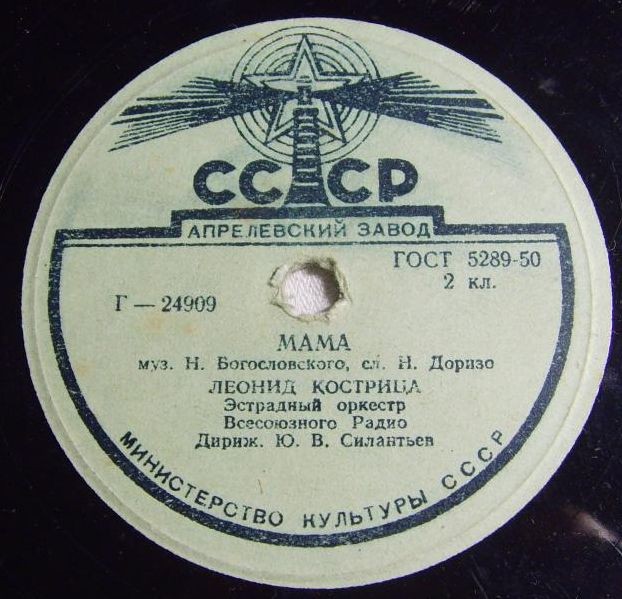 СССР
АПРЕЛЕВСКИЙ ЗАВОД
ГОСТ 5289-50
2 кл.
Г — 24909
МАМА
муз. Н. Богословского, сл. Н. Доризо
ЛЕОНИД КОСТРИЦА
Эстрадный оркестр
Всесоюзного Радио
Дириж. Ю. В. Силантьев
МИНИСТЕРСТВО КУЛЬТУРЫ СССР